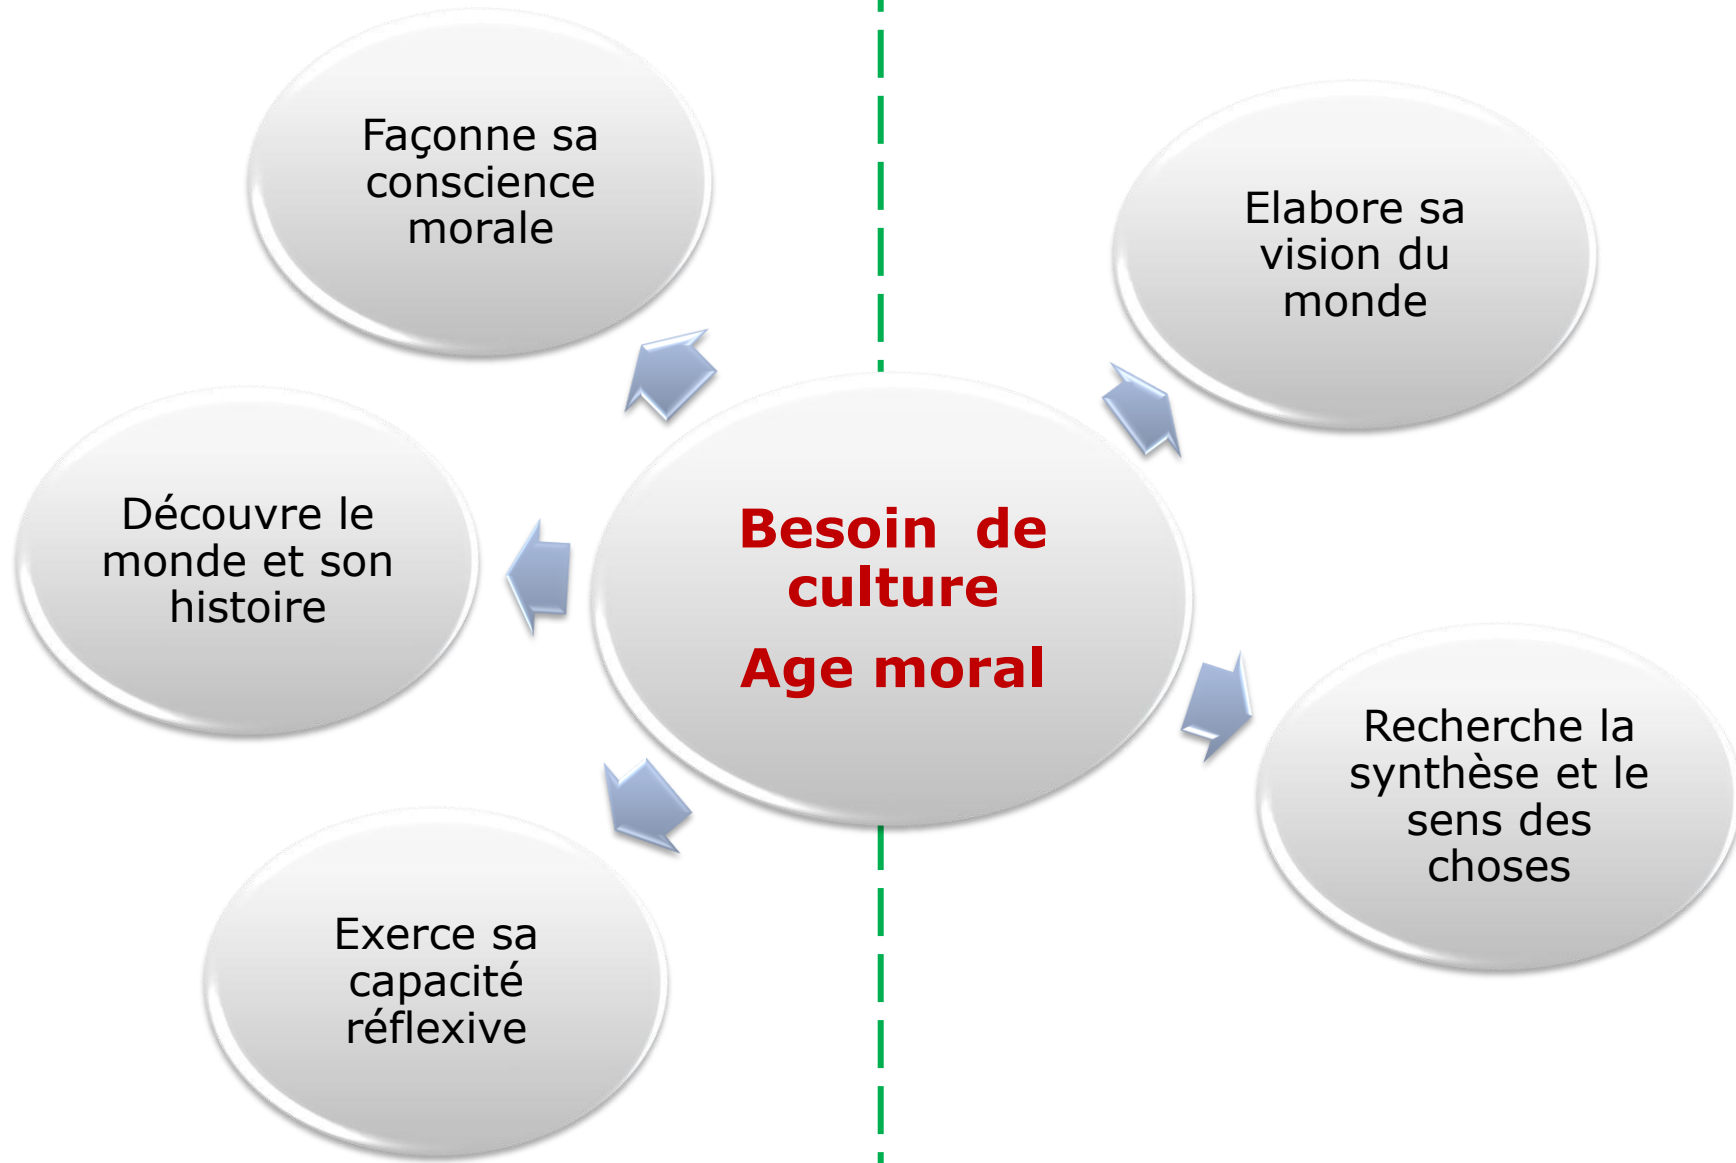 Façonne sa
conscience
morale
Elabore sa
vision du
monde
Découvre le
monde et son
histoire
Besoin  de
culture
Age moral
Recherche la
synthèse et le
sens des
choses
Exerce sa
capacité
réflexive